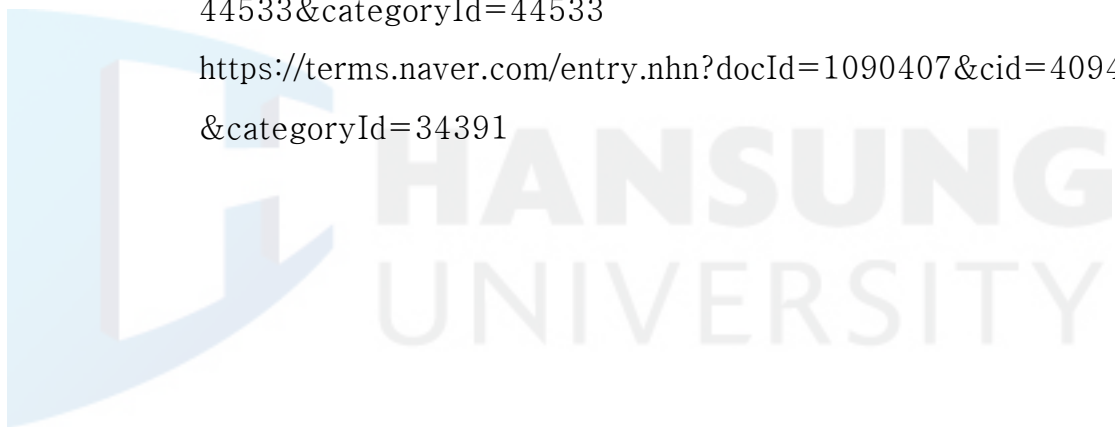 44533&categoryId=44533
https://terms.naver.com/entry.nhn?docId=1090407&cid=4094
&categoryId=34391
HANSUNG
UNIVERSITY